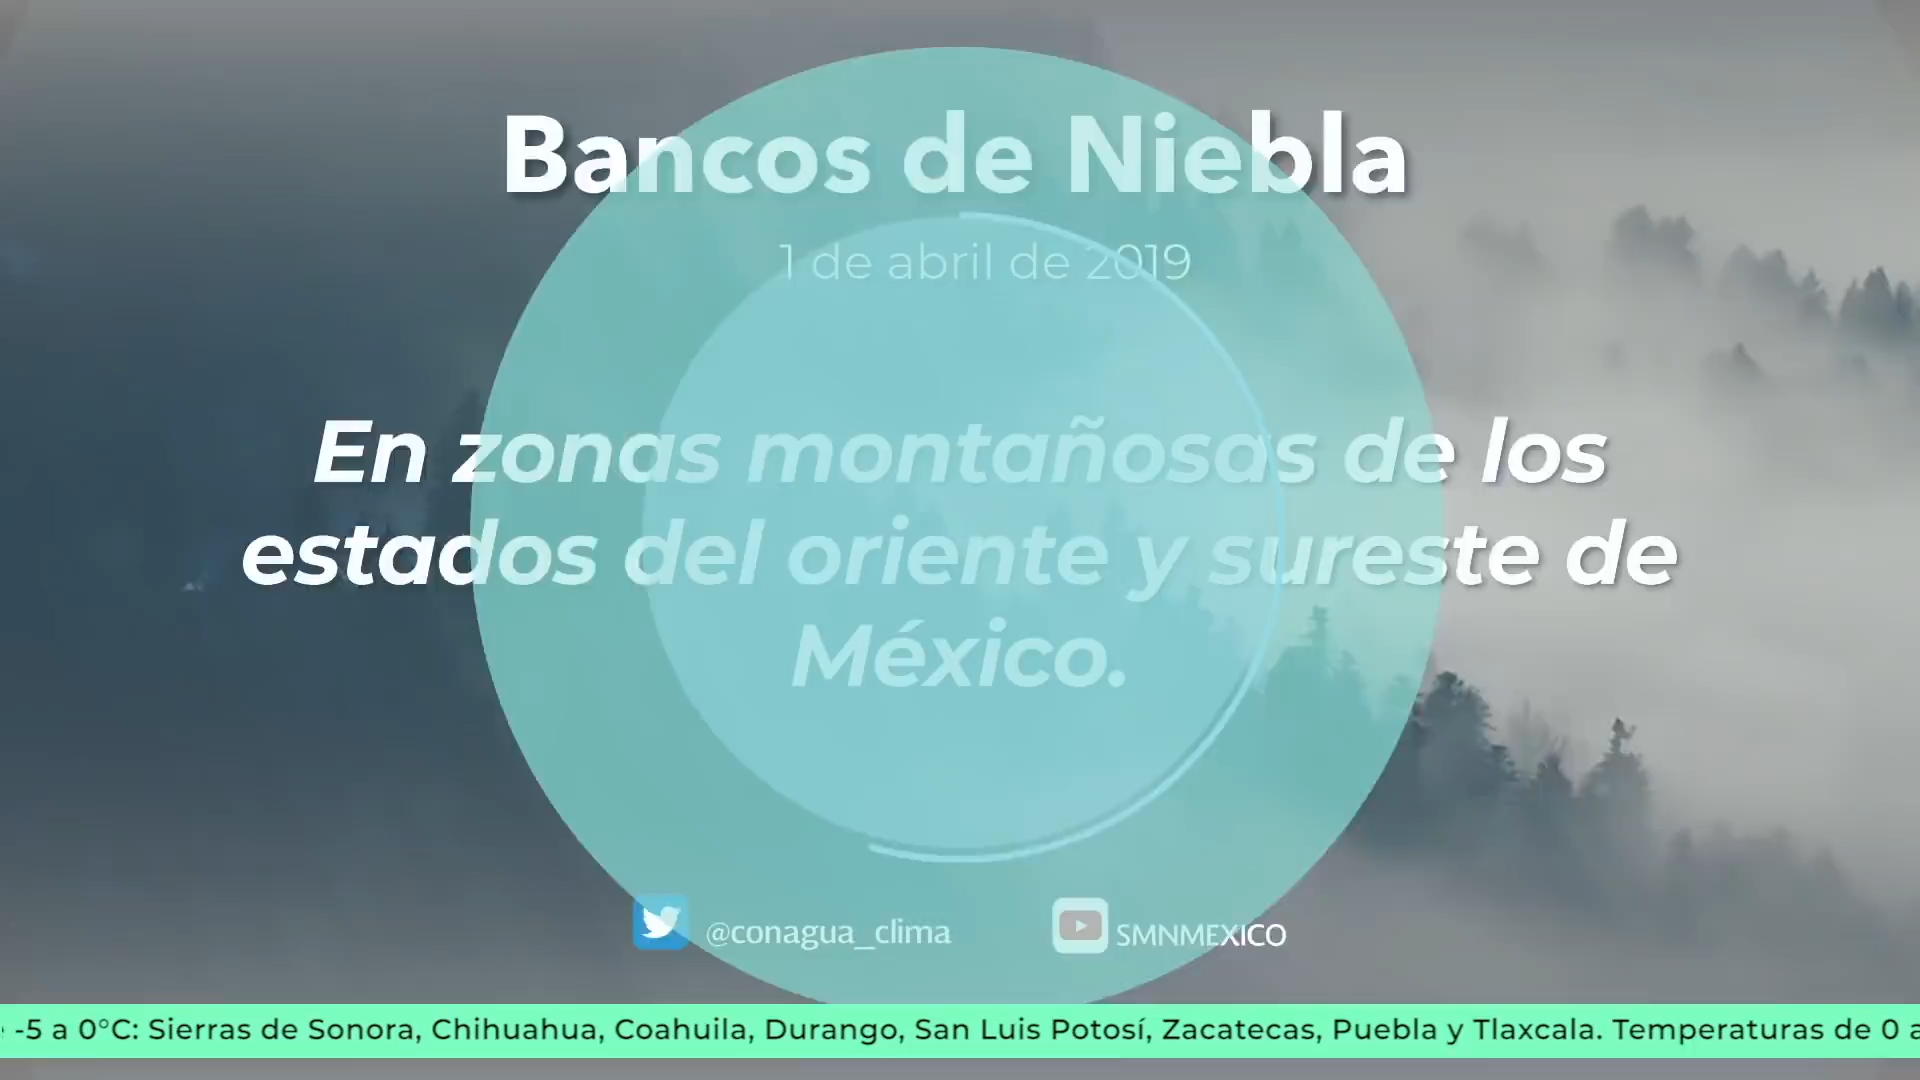 Bancos de Niebla
1 de abril de 2019
En zonas montañosas de los
estados del oriente y sureste de
México.
@conagua_clima
SMNMEXICO
-5 a 0°C: Sierras de Sonora, Chihuahua, Coahuila, Durango, San Luis Potosí, Zacatecas, Puebla y Tlaxcala. Temperaturas de 0 a